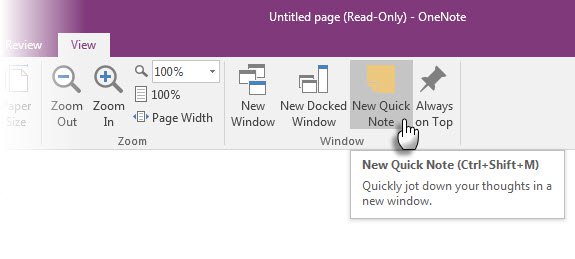 Untitled page (Read-Only) - OneNote
Review View
Paper Size
Zoom Out
Zoom In
100%
100%
Page Width
New Window
New Docked Window
New Quick Note
Always on Top
Zoom
Window
New Quick Note (Ctrl+Shift+M)
Quickly jot down your thoughts in a
new window.